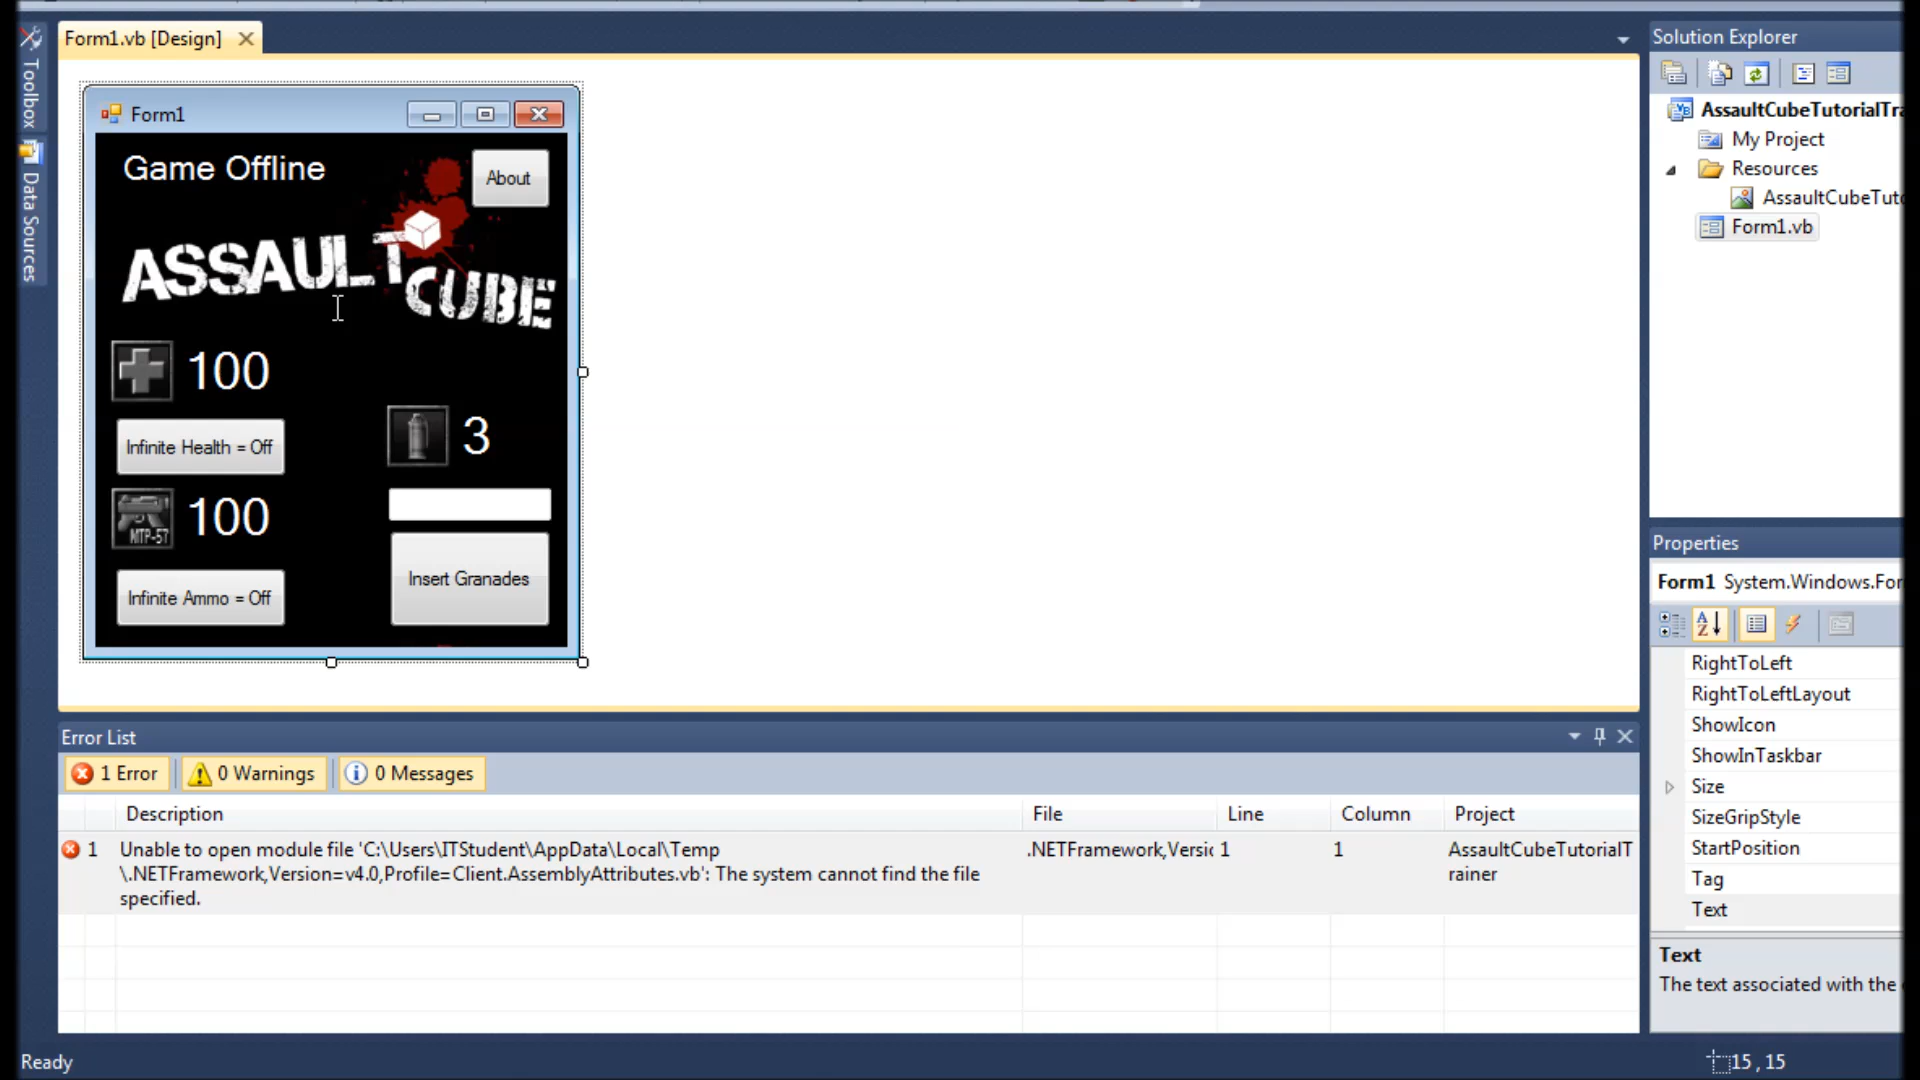 Form1.vb [Design]
Toolbox
Data Sources
Form1
Game Offline
About
ASSAULT
CUBE
100
Infinite Health = Off
3
MTP-57
100
Infinite Ammo = Off
Insert Granades
Solution Explorer
AssaultCubeTutorialTra
My Project
Resources
AssaultCubeTuto
Form1.vb
Properties
Form1 System.Windows.For
RightToLeft
RightToLeftLayout
ShowIcon
ShowInTaskbar
Size
SizeGripStyle
StartPosition
Tag
Text
Text
The text associated with the
Error List
1 Error
0 Warnings
0 Messages
Description File Line Column Project
1 Unable to open module file 'C:\Users\ITStudent\AppData\Local\Temp .NETFramework,Versic 1 1 AssaultCubeTutorialT
\.NETFramework,Version=v4.0,Profile=Client.AssemblyAttributes.vb': The system cannot find the file rainer
specified.
Ready
15 , 15